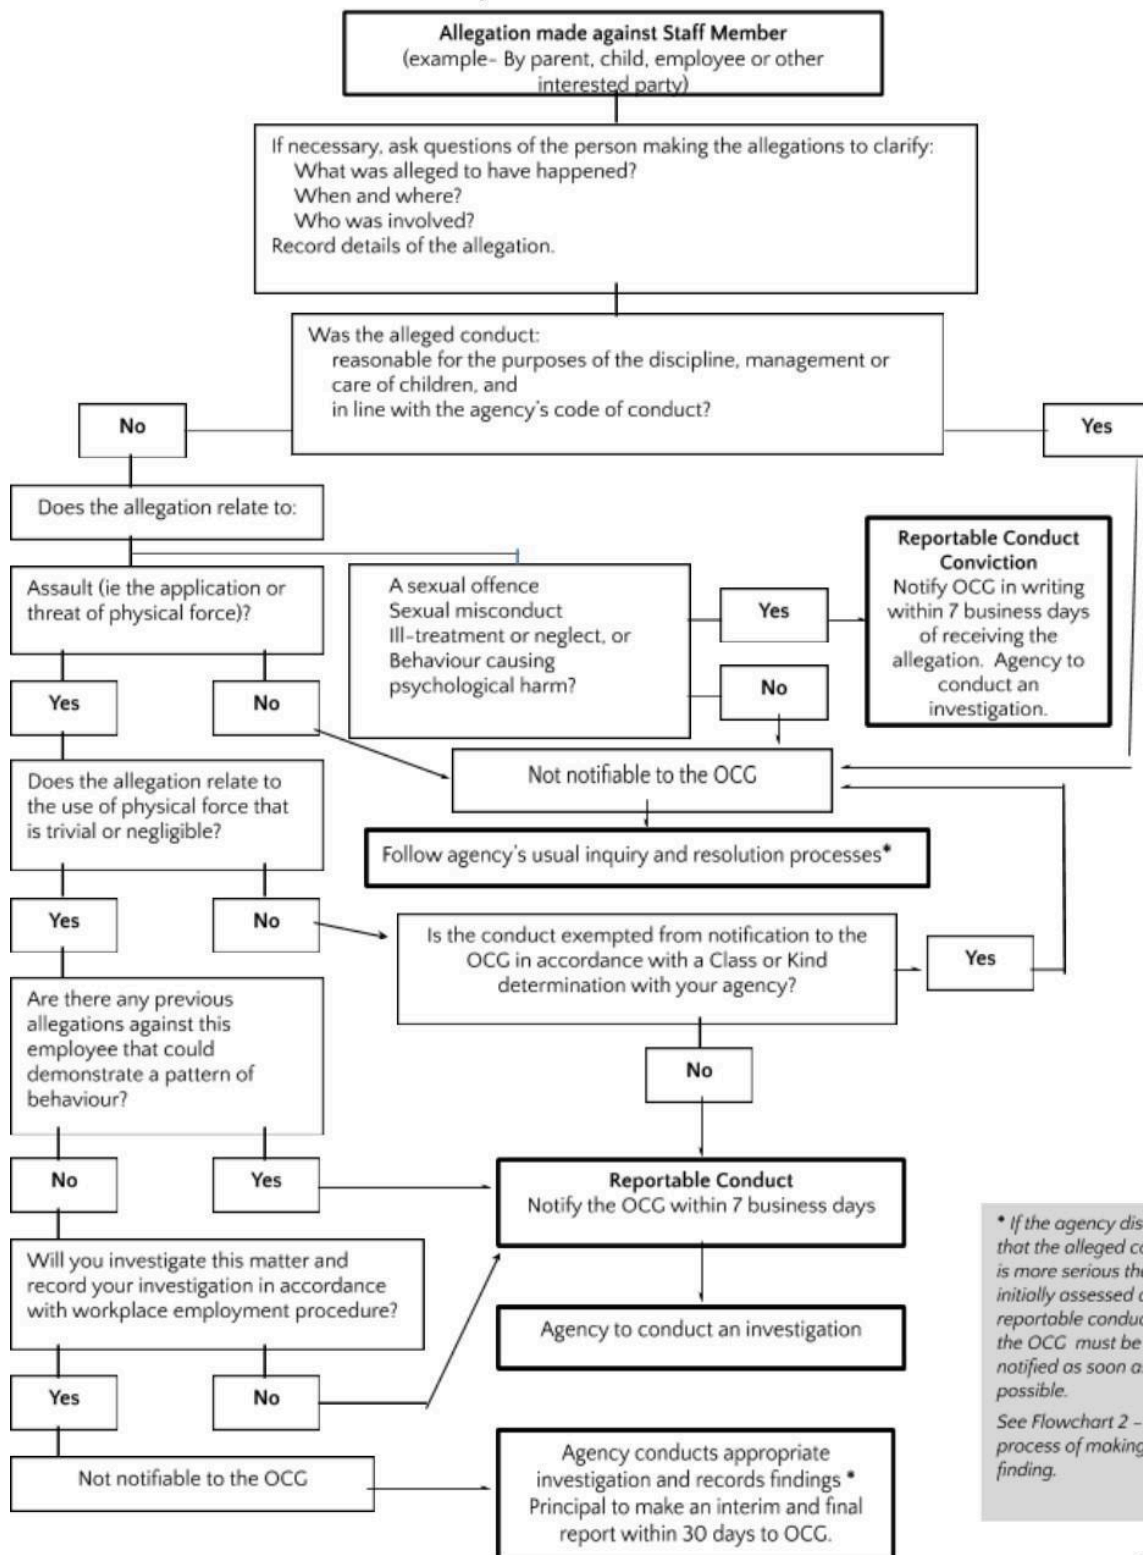 Allegation made against Staff Member
(example- By parent, child, employee or other
interested party)
If necessary, ask questions of the person making the allegations to clarify:
What was alleged to have happened?
When and where?
Who was involved?
Record details of the allegation.
Was the alleged conduct:
reasonable for the purposes of the discipline, management or
care of children, and
in line with the agency's code of conduct?
No
Yes
Does the allegation relate to:
Assault (ie the application or
threat of physical force)?
A sexual offence
Sexual misconduct
Ill-treatment or neglect, or
Behaviour causing
psychological harm?
Yes
No
Reportable Conduct
Conviction
Notify OCG in writing
within 7 business days
of receiving the
allegation. Agency to
conduct an
investigation.
Yes
No
Not notifiable to the OCG
Does the allegation relate to
the use of physical force that
is trivial or negligible?
Follow agency's usual inquiry and resolution processes*
Yes
No
Is the conduct exempted from notification to the
OCG in accordance with a Class or Kind
determination with your agency?
Yes
Are there any previous
allegations against this
employee that could
demonstrate a pattern of
behaviour?
No
No
Yes
Reportable Conduct
Notify the OCG within 7 business days
Will you investigate this matter and
record your investigation in accordance
with workplace employment procedure?
Agency to conduct an investigation
Yes
No
Not notifiable to the OCG
Agency conducts appropriate
investigation and records findings *
Principal to make an interim and final
report within 30 days to OCG.
* If the agency
that the alleged
is more serious
initially assessed
reportable
the OCG must be
notified as soon
possible.
See Flowchart 2 -
process of making
finding.